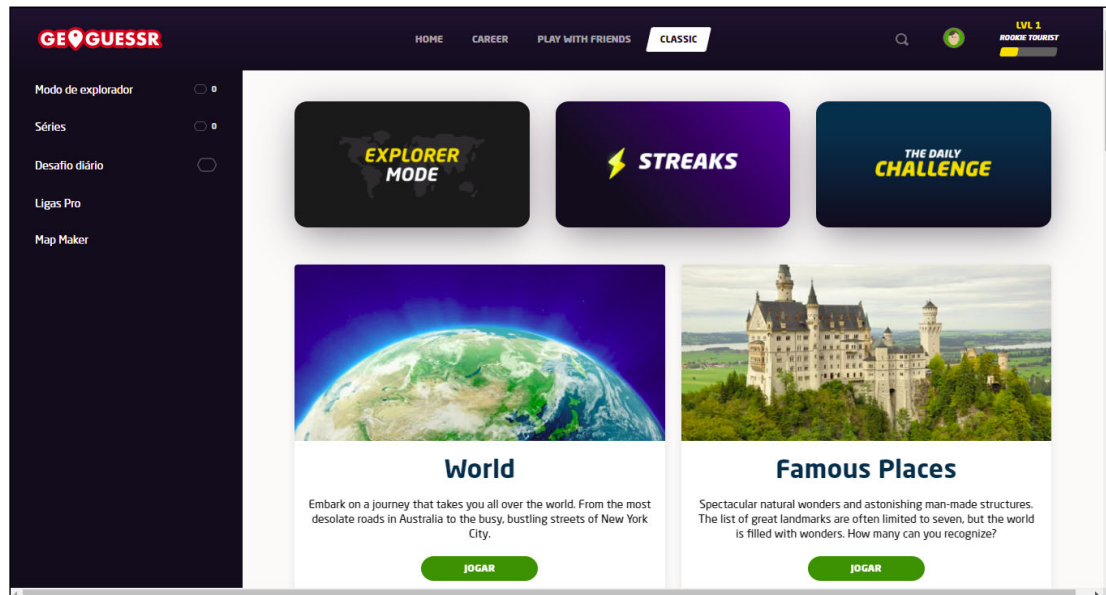 GEOGUESSR
HOME CAREER PLAY WITH FRIENDS CLASSIC
LVL 1
ROOKIE TOURIST
Modo de explorador 0
Séries 0
Desafio diário
Ligas Pro
Map Maker
EXPLORER
MODE
STREAKS
THE DAILY
CHALLENGE
World
Embark on a journey that takes you all over the world. From the most
desolate roads in Australia to the busy, bustling streets of New York
City.
JOGAR
Famous Places
Spectacular natural wonders and astonishing man-made structures.
The list of great landmarks are often limited to seven, but the world
is filled with wonders. How many can you recognize?
JOGAR